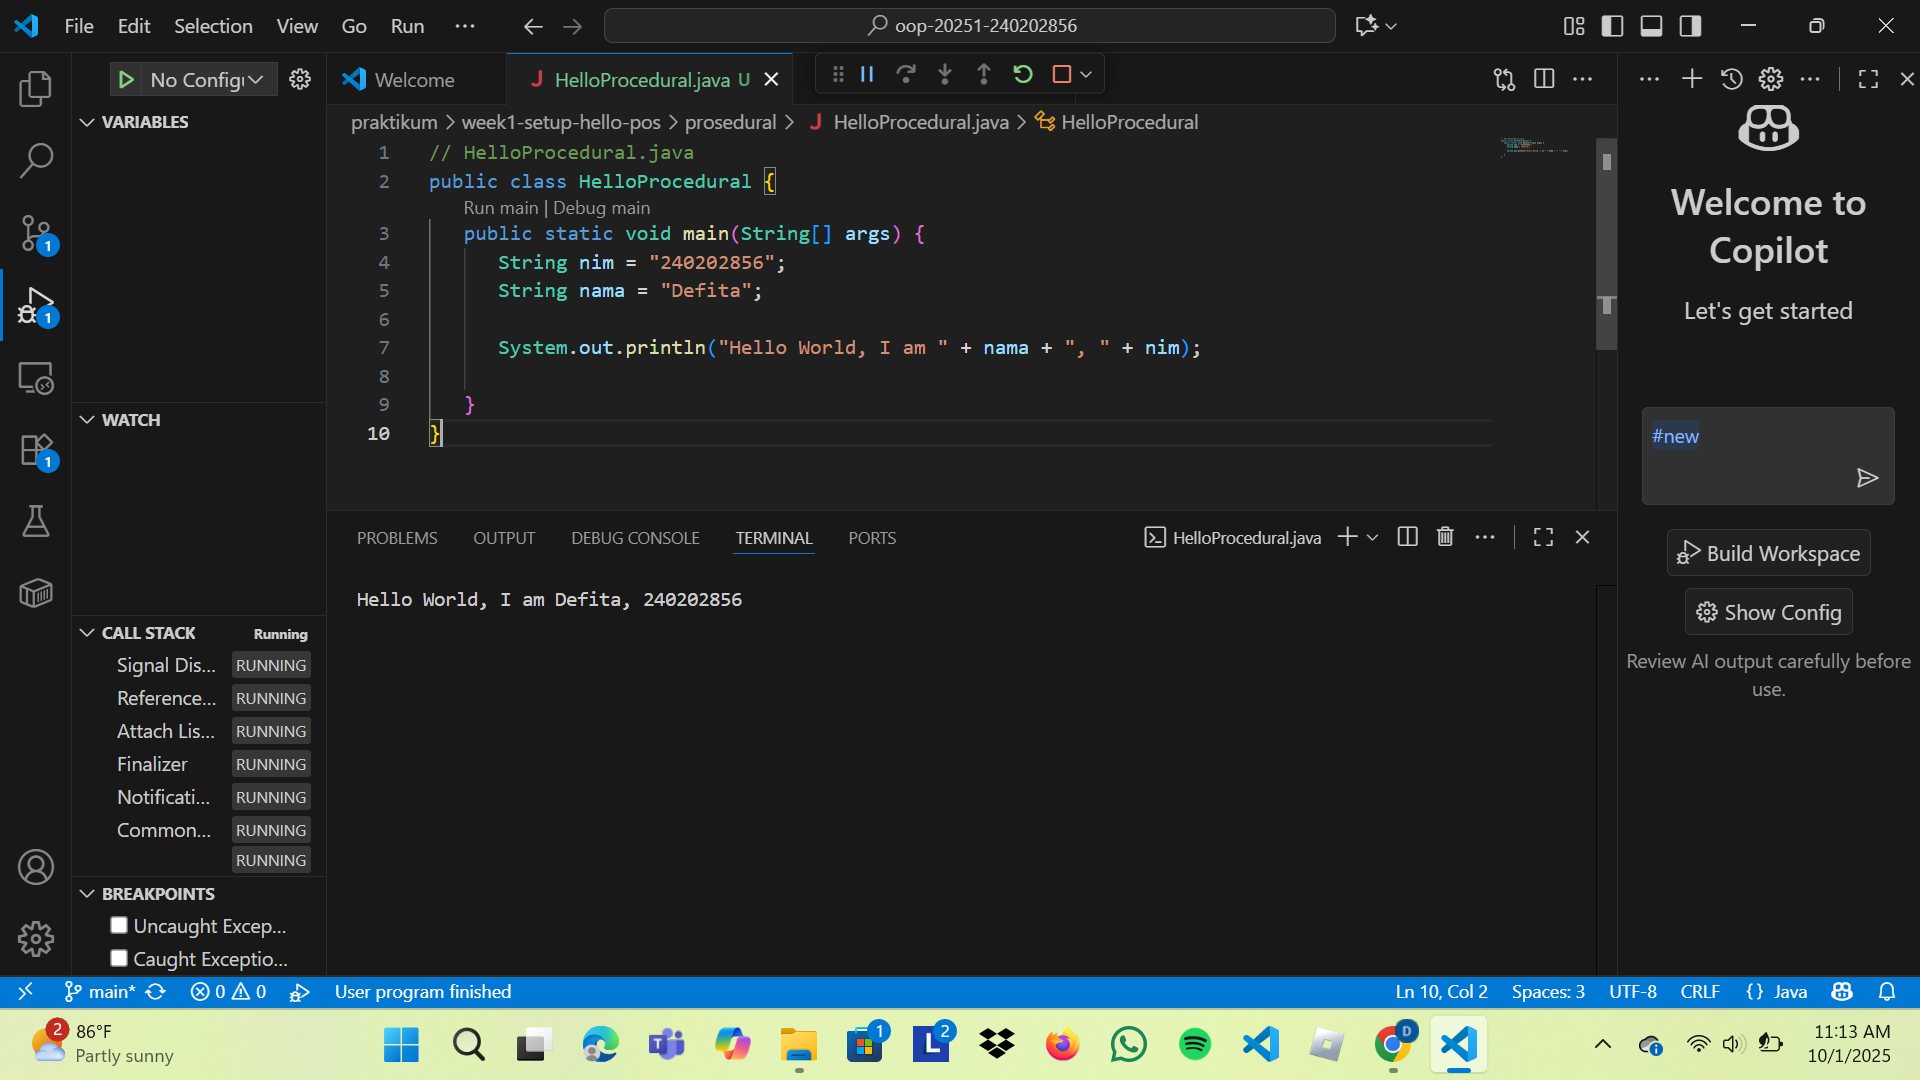 File Edit Selection View Go Run ··· oop-20251-240202856
No Config
VARIABLES
WATCH
CALL STACK Running
Signal Dis... RUNNING
Reference... RUNNING
Attach Lis... RUNNING
Finalizer RUNNING
Notificati... RUNNING
Common... RUNNING
RUNNING
BREAKPOINTS
Uncaught Excep...
Caught Exceptio...
1
1
1
Welcome HelloProcedural.java U
praktikum > week1-setup-hello-pos > prosedural > HelloProcedural.java > HelloProcedural
1 // HelloProcedural.java
2 public class HelloProcedural {
Run main | Debug main
3 public static void main(String[] args) {
4 String nim = "240202856";
5 String nama = "Defita";
6
7 System.out.println("Hello World, I am " + nama + ", " + nim);
8
9 }
10 }
PROBLEMS OUTPUT DEBUG CONSOLE TERMINAL PORTS HelloProcedural.java
Hello World, I am Defita, 240202856
Welcome to
Copilot
Let's get started
#new
Build Workspace
Show Config
Review AI output carefully before
use.
main* 0 0 User program finished Ln 10, Col 2 Spaces: 3 UTF-8 CRLF {} Java
2 86°F
Partly sunny
1 L 2 D
11:13 AM
10/1/2025